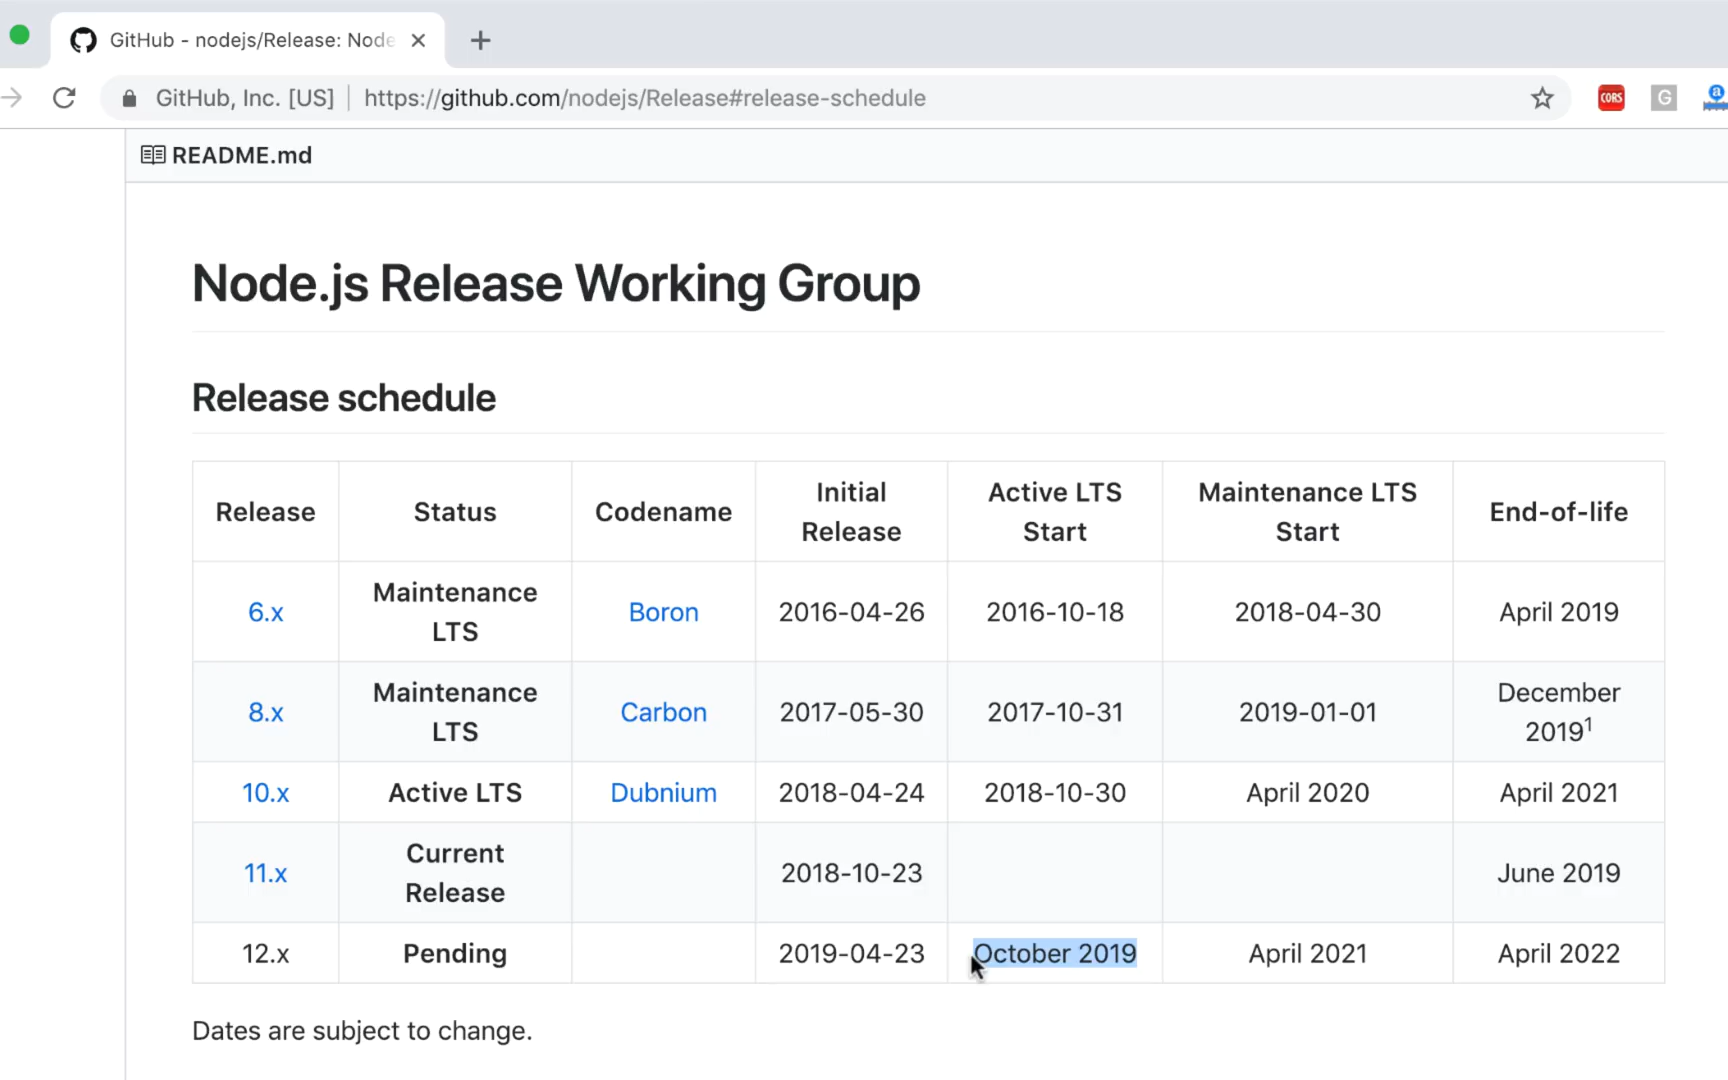 GitHub - nodejs/Release: Node
GitHub, Inc. [US] https://github.com/nodejs/Release#release-schedule CORS G a
README.md
Node.js Release Working Group
Release schedule
Release Status Codename Initial Release Active LTS Start Maintenance LTS Start End-of-life
6.x Maintenance LTS Boron 2016-04-26 2016-10-18 2018-04-30 April 2019
8.x Maintenance LTS Carbon 2017-05-30 2017-10-31 2019-01-01 December 2019¹
10.x Active LTS Dubnium 2018-04-24 2018-10-30 April 2020 April 2021
11.x Current Release 2018-10-23 June 2019
12.x Pending 2019-04-23 October 2019 April 2021 April 2022
Dates are subject to change.